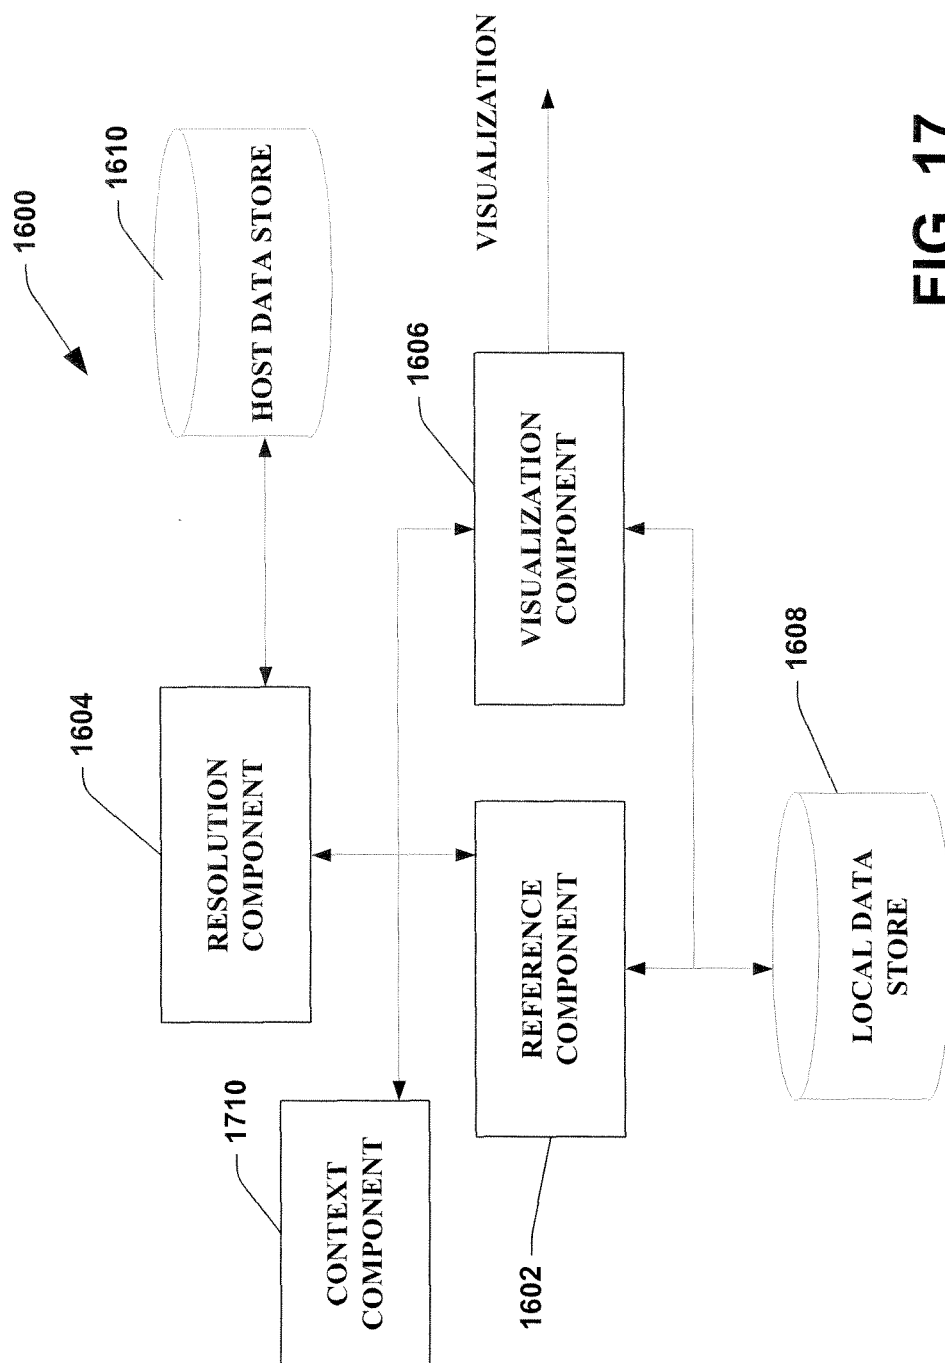 1600
1610
HOST DATA STORE
1604
RESOLUTION
COMPONENT
1710
CONTEXT
COMPONENT
VISUALIZATION
1606
VISUALIZATION
COMPONENT
REFERENCE
COMPONENT
1602
1608
LOCAL DATA
STORE
FIG. 17